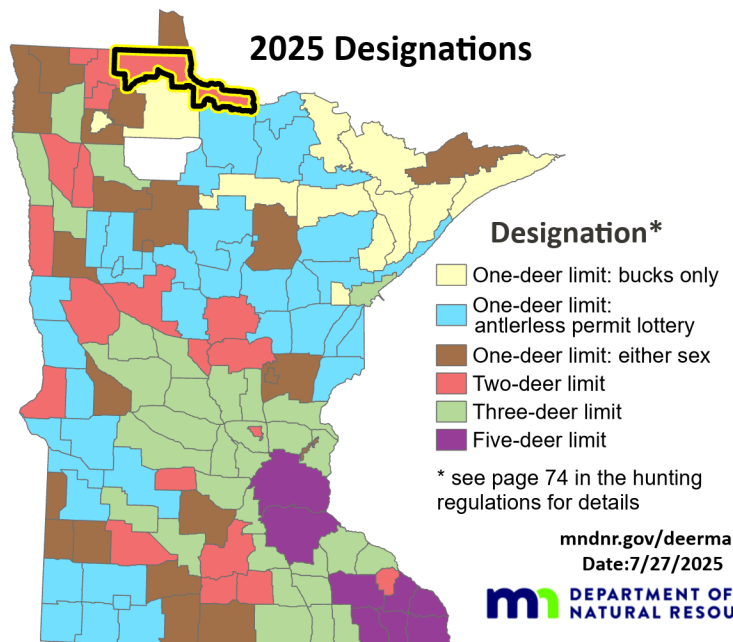 2025 Designations
Designation*
One-deer limit: bucks only
One-deer limit:
antlerless permit lottery
One-deer limit: either sex
Two-deer limit
Three-deer limit
Five-deer limit
* see page 74 in the hunting
regulations for details
mndnr.gov/deerma
Date:7/27/2025
mn DEPARTMENT OF
NATURAL RESOU